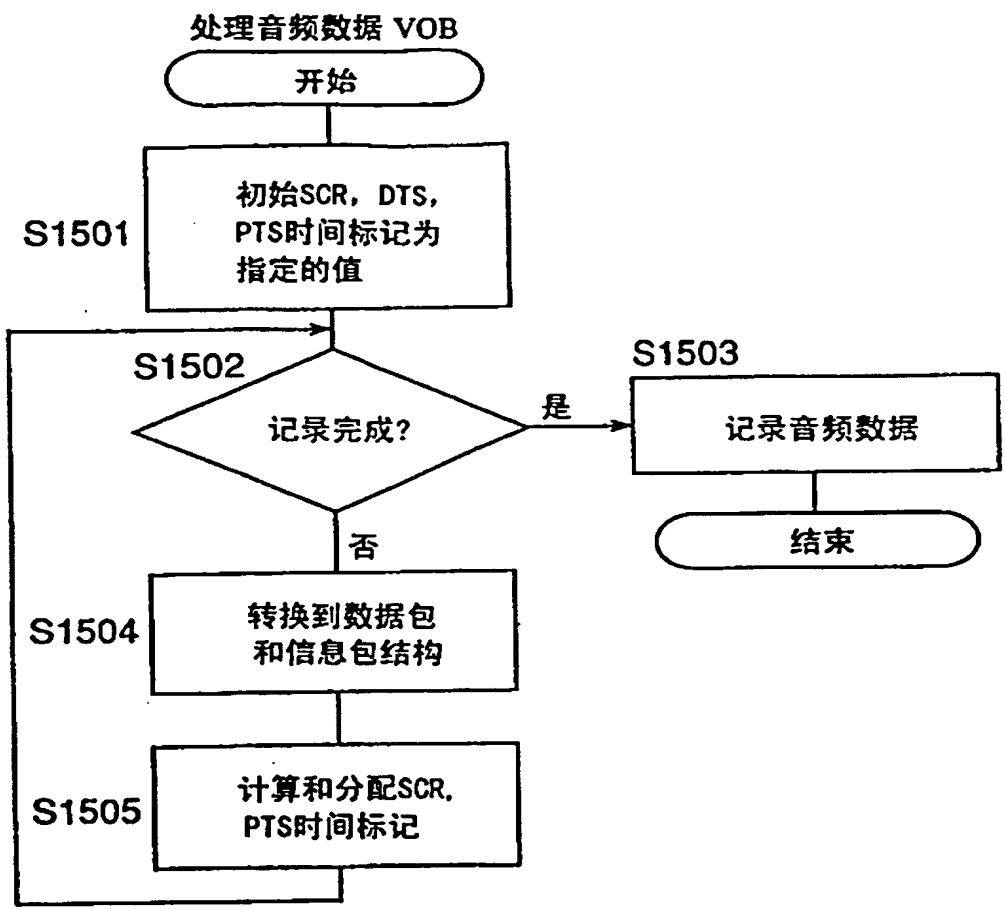 处理音频数据 VOB
开始
S1501
初始SCR, DTS,
PTS时间标记为
指定的值
S1502
记录完成?
是
S1503
记录音频数据
结束
否
S1504
转换到数据包
和信息包结构
S1505
计算和分配SCR,
PTS时间标记